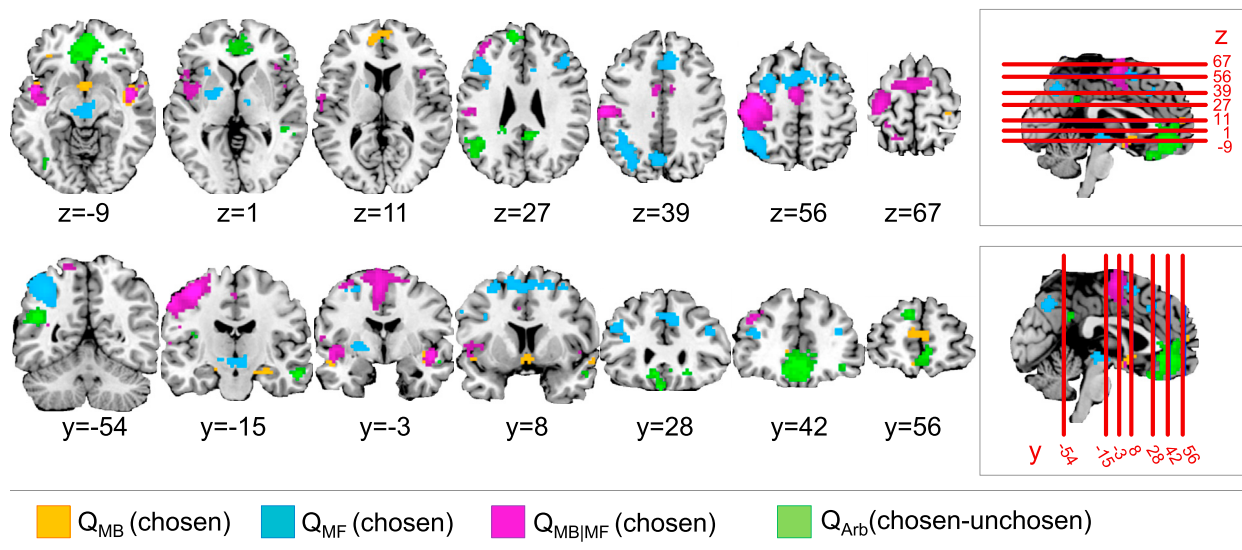 z=-9 z=1 z=11 z=27 z=39 z=56 z=67
z
67
56
39
27
11
1
-9
y=-54 y=-15 y=-3 y=8 y=28 y=42 y=56
y -54 -15 -3 8 28 42 56
QMB (chosen) QMF (chosen) QMB|MF (chosen) QArb(chosen-unchosen)